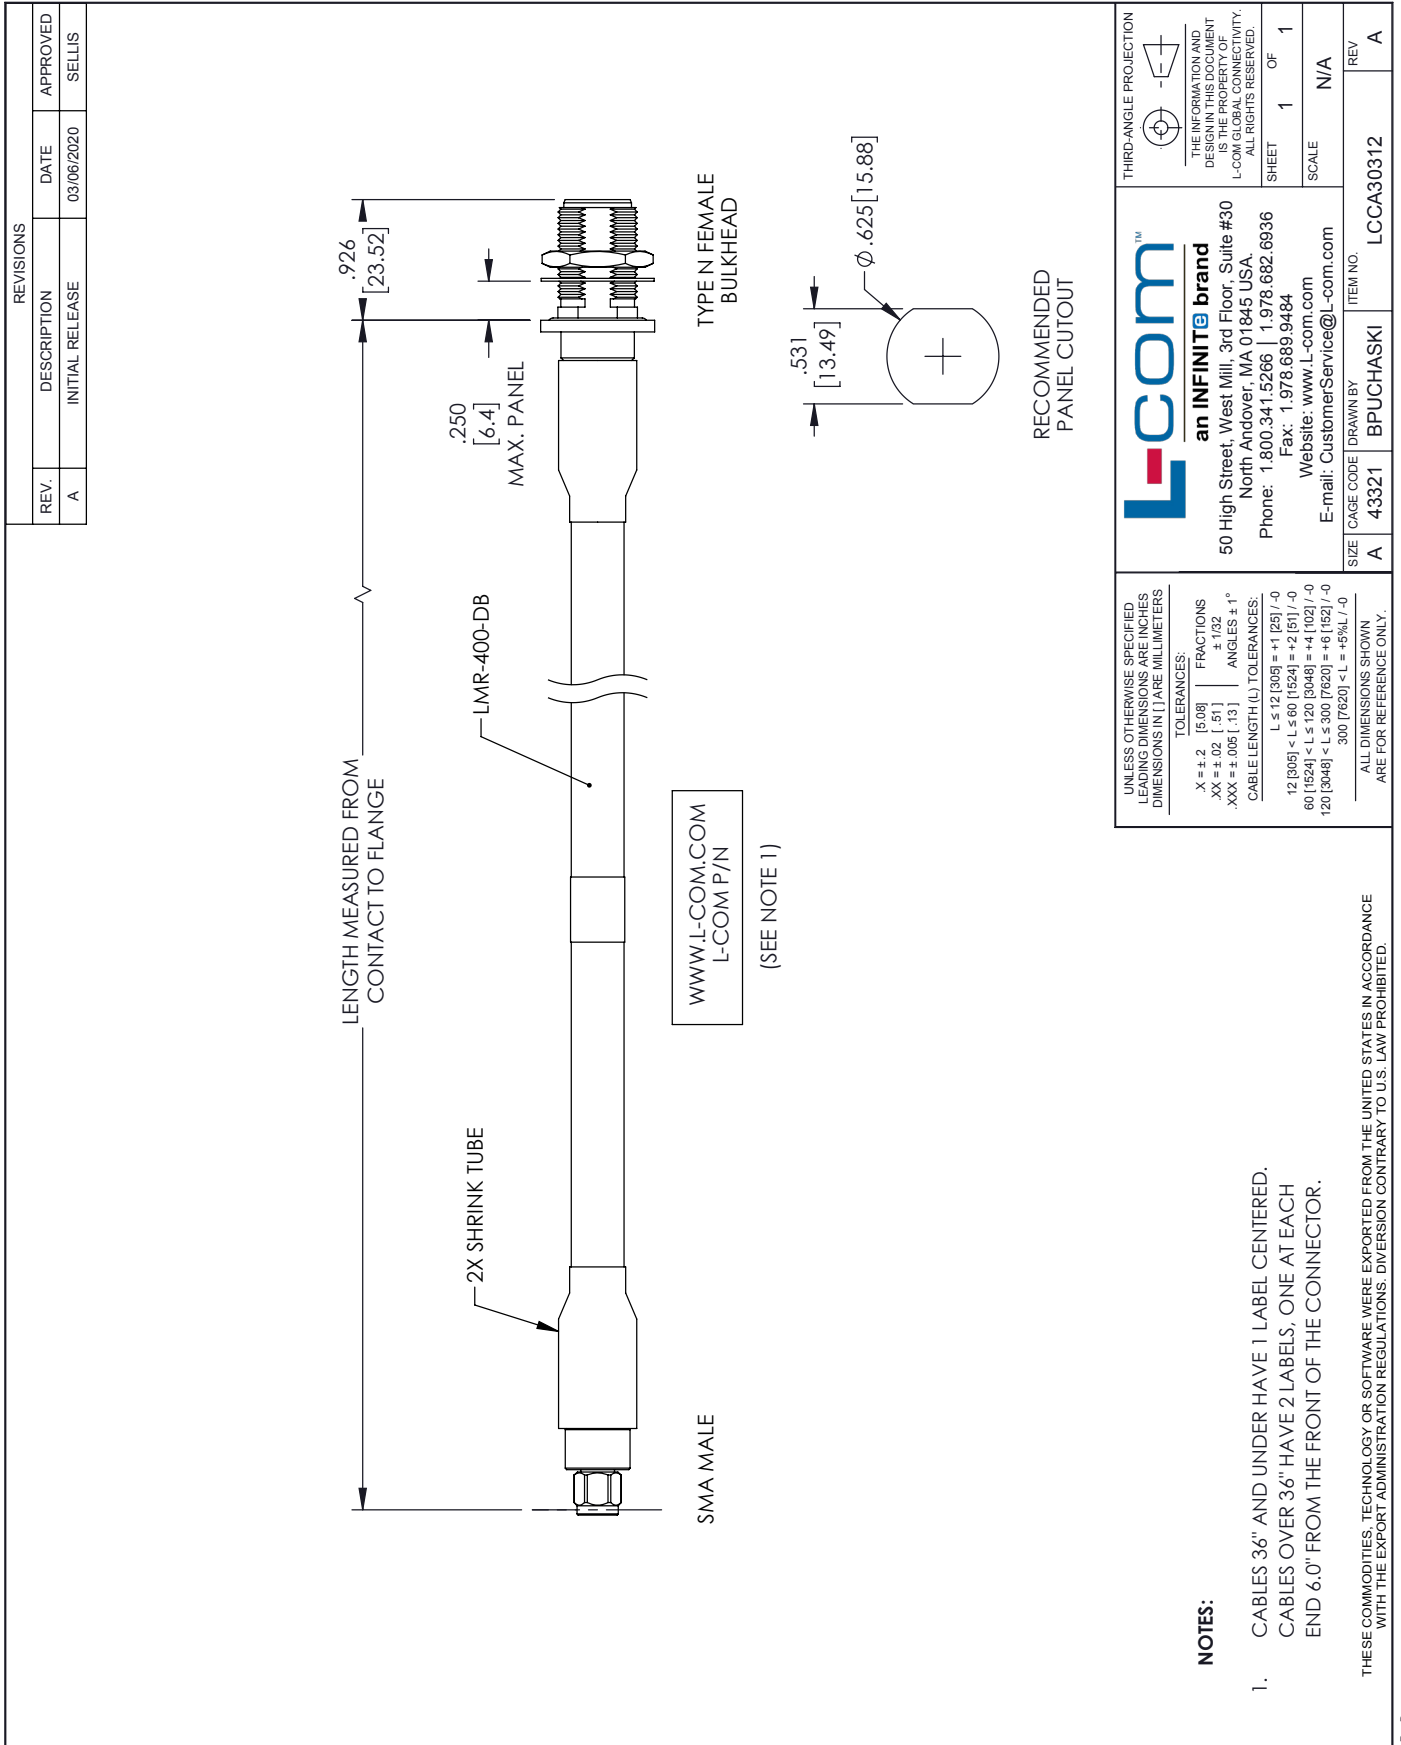 REVISIONS
REV. DESCRIPTION DATE APPROVED
A INITIAL RELEASE 03/06/2020 SELLIS
LENGTH MEASURED FROM
CONTACT TO FLANGE
.926
[23.52]
.250
[6.4]
MAX. PANEL
2X SHRINK TUBE
LMR-400-DB
SMA MALE
WWW.L-COM.COM
L-COM P/N
(SEE NOTE 1)
TYPE N FEMALE
BULKHEAD
.531
[13.49]
Ø.625[15.88]
RECOMMENDED
PANEL CUTOUT
NOTES:
1. CABLES 36" AND UNDER HAVE 1 LABEL CENTERED.
CABLES OVER 36" HAVE 2 LABELS, ONE AT EACH
END 6.0" FROM THE FRONT OF THE CONNECTOR.
THESE COMMODITIES, TECHNOLOGY OR SOFTWARE WERE EXPORTED FROM THE UNITED STATES IN ACCORDANCE
WITH THE EXPORT ADMINISTRATION REGULATIONS. DIVERSION CONTRARY TO U.S. LAW PROHIBITED.
UNLESS OTHERWISE SPECIFIED
LEADING DIMENSIONS ARE INCHES
DIMENSIONS IN [ ] ARE MILLIMETERS
TOLERANCES:
.X = ±.2 [5.08] FRACTIONS
.XX = ±.02 [.51] ± 1/32
.XXX = ±.005 [.13] ANGLES ± 1°
CABLE LENGTH (L) TOLERANCES:
L ≤ 12 [305] = +1 [25] / -0
12 [305] < L ≤ 60 [1524] = +2 [51] / -0
60 [1524] < L ≤ 120 [3048] = +4 [102] / -0
120 [3048] < L ≤ 300 [7620] = +6 [152] / -0
300 [7620] < L = +5%L / -0
ALL DIMENSIONS SHOWN
ARE FOR REFERENCE ONLY.
L-com™
an INFINITe brand
50 High Street, West Mill, 3rd Floor, Suite #30
North Andover, MA 01845 USA.
Phone: 1.800.341.5266 | 1.978.682.6936
Fax: 1.978.689.9484
Website: www.L-com.com
E-mail: CustomerService@L-com.com
THIRD-ANGLE PROJECTION
THE INFORMATION AND
DESIGN IN THIS DOCUMENT
IS THE PROPERTY OF
L-COM GLOBAL CONNECTIVITY.
ALL RIGHTS RESERVED.
SHEET 1 OF 1
SCALE N/A
SIZE A
CAGE CODE 43321
DRAWN BY BPUCHASKI
ITEM NO. LCCA30312
REV A